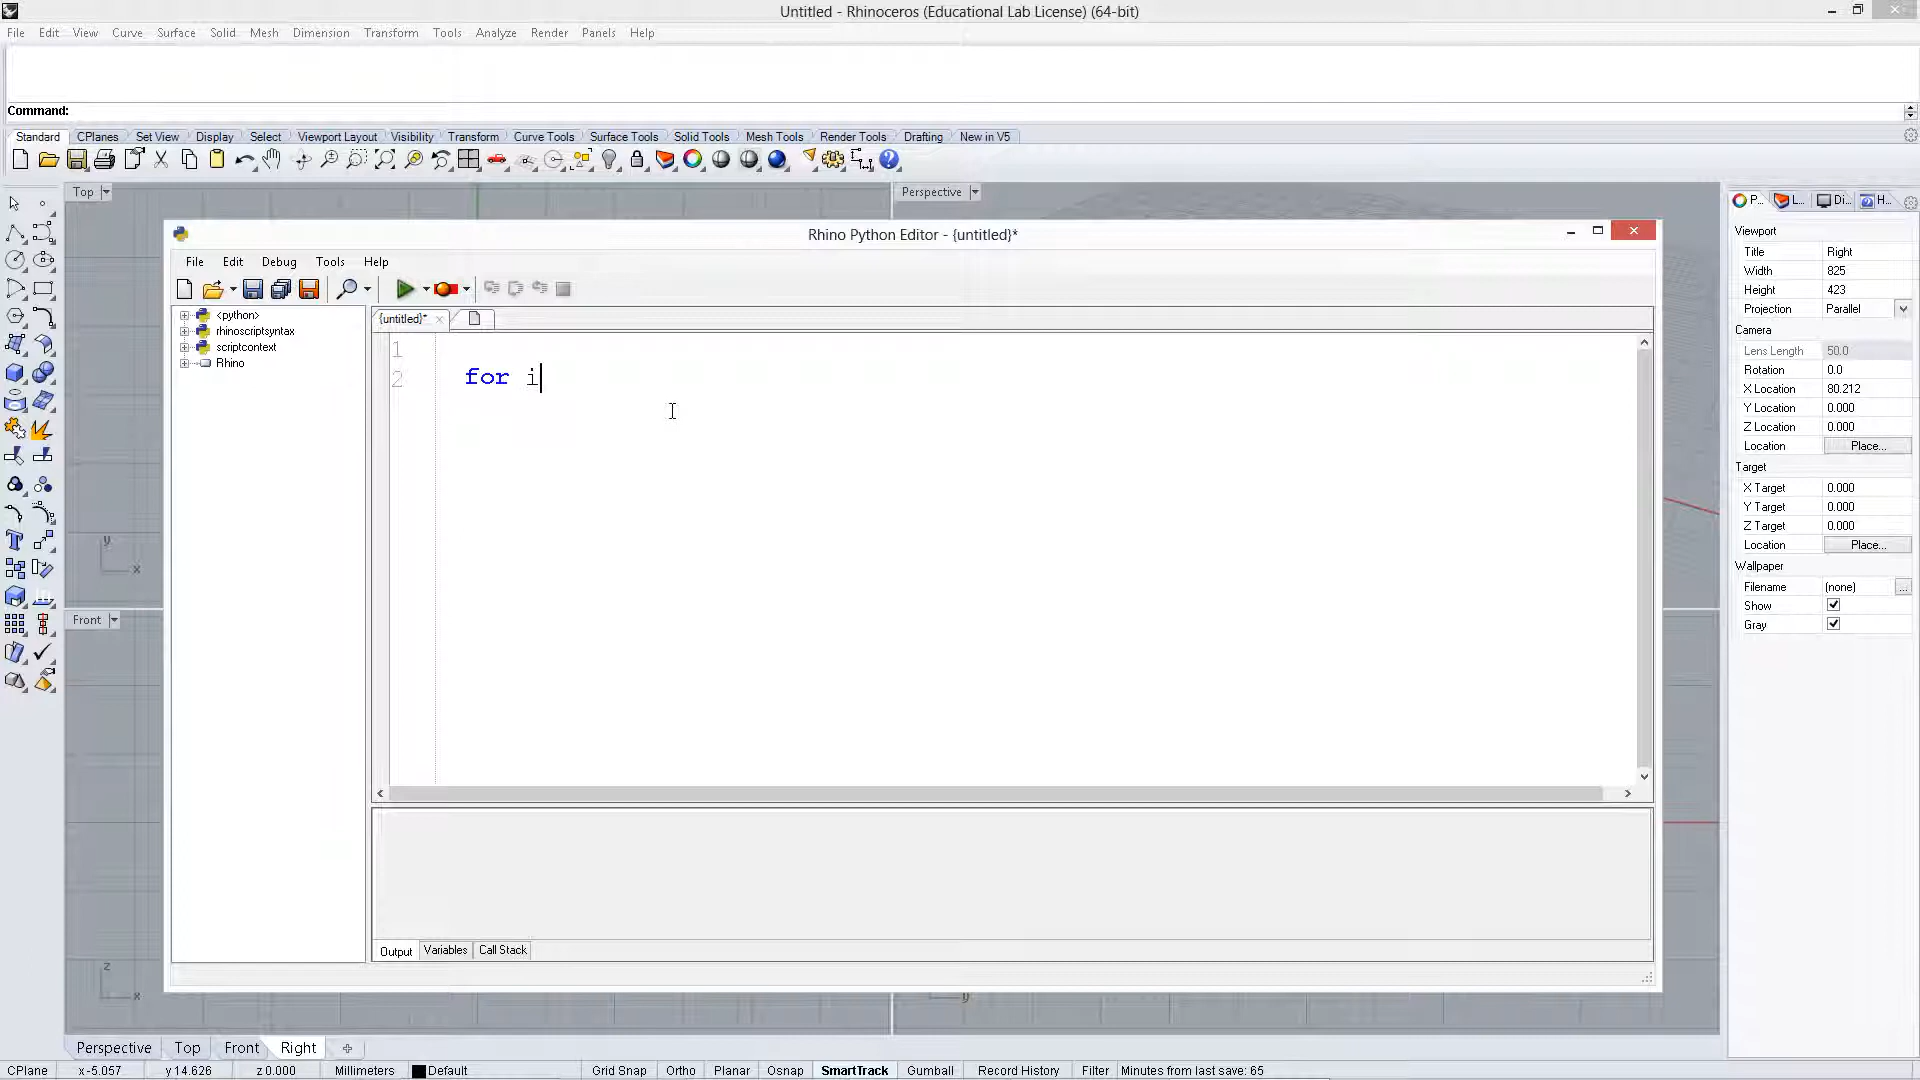 Untitled - Rhinoceros (Educational Lab License) (64-bit)
File Edit View Curve Surface Solid Mesh Dimension Transform Tools Analyze Render Panels Help
Command:
Standard CPlanes Set View Display Select Viewport Layout Visibility Transform Curve Tools Surface Tools Solid Tools Mesh Tools Render Tools Drafting New in V5
Top
Perspective
P... L... Di... H...
Rhino Python Editor - {untitled}*
File Edit Debug Tools Help
<python>
rhinoscriptsyntax
scriptcontext
Rhino
{untitled}*
1
2 for i
Output Variables Call Stack
y
x
Front
z
x
y
Viewport
Title Right
Width 825
Height 423
Projection Parallel
Camera
Lens Length 50.0
Rotation 0.0
X Location 80.212
Y Location 0.000
Z Location 0.000
Location Place...
Target
X Target 0.000
Y Target 0.000
Z Target 0.000
Location Place...
Wallpaper
Filename (none) ...
Show
Gray
Perspective Top Front Right
CPlane x -5.057 y 14.626 z 0.000 Millimeters Default Grid Snap Ortho Planar Osnap SmartTrack Gumball Record History Filter Minutes from last save: 65